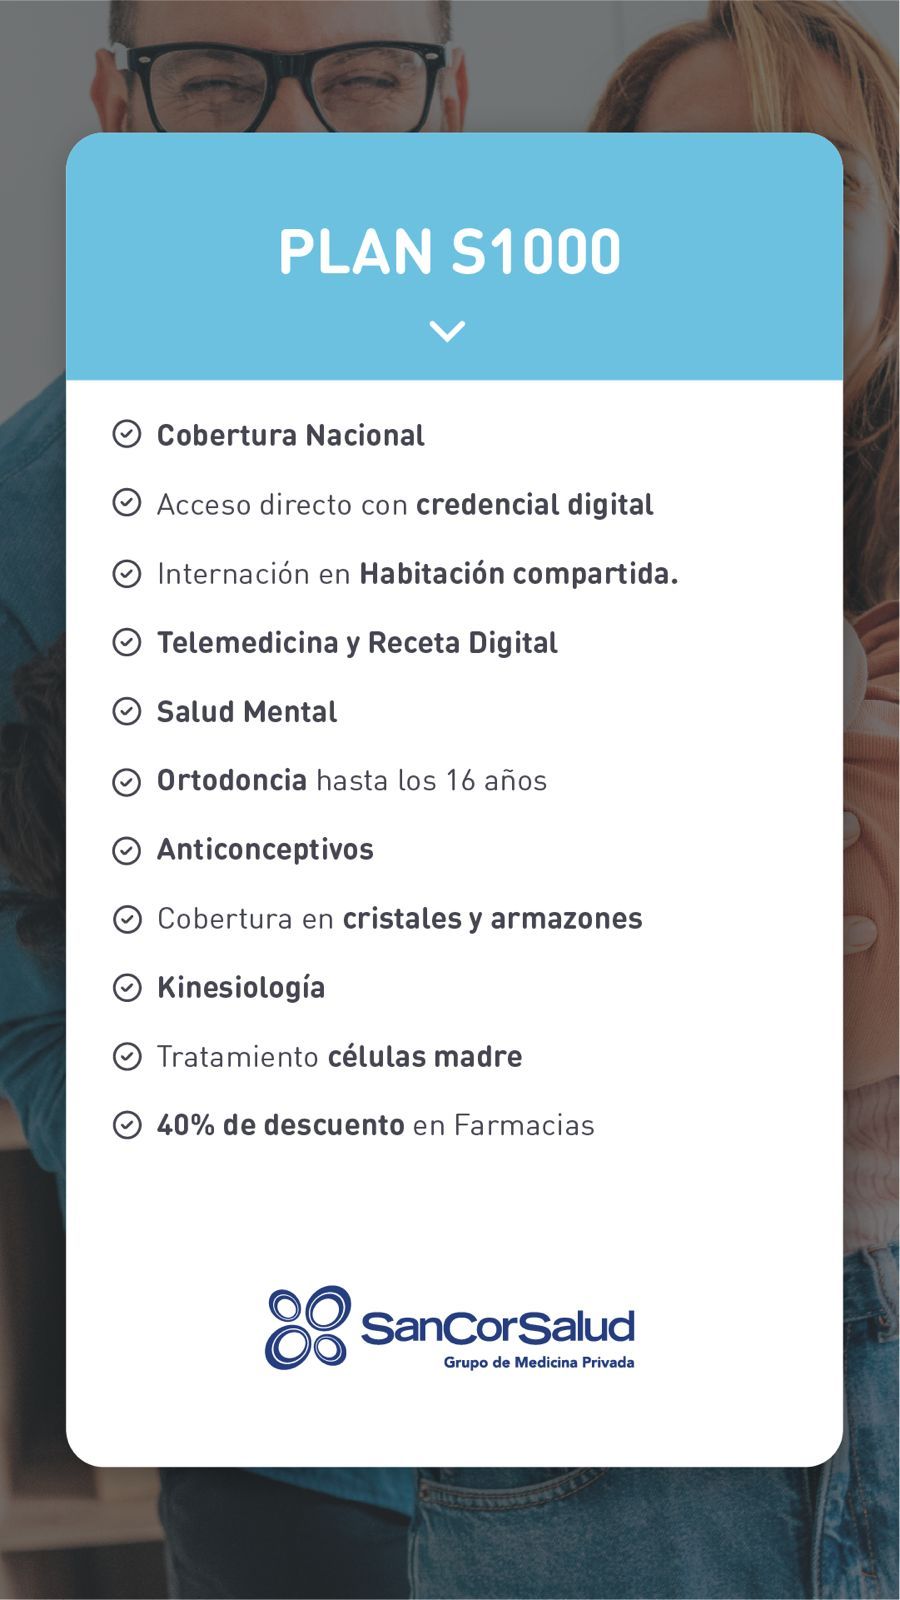 PLAN S1000
Cobertura Nacional
Acceso directo con credencial digital
Internación en Habitación compartida.
Telemedicina y Receta Digital
Salud Mental
Ortodoncia hasta los 16 años
Anticonceptivos
Cobertura en cristales y armazones
Kinesiología
Tratamiento células madre
40% de descuento en Farmacias
SanCorSalud
Grupo de Medicina Privada